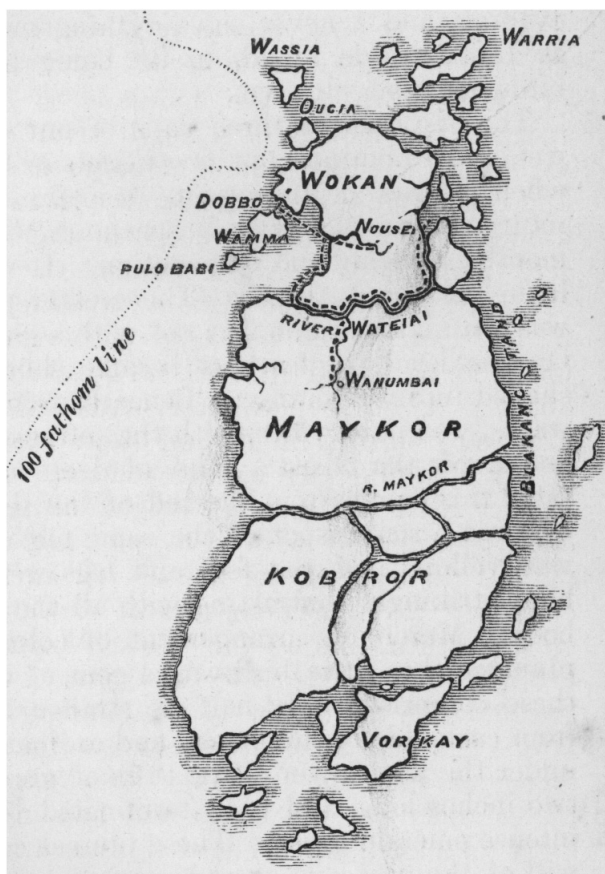 WASSIA
WARRIA
OUGIA
WOKAN
DOBBO
NOUSEI
WAMMA
PULO BABI
RIVER WATEIAI
WANUMBAI
100 fathom line
MAYKOR
BLAKANG TANA
R. MAYKOR
KOBROR
VORKAY